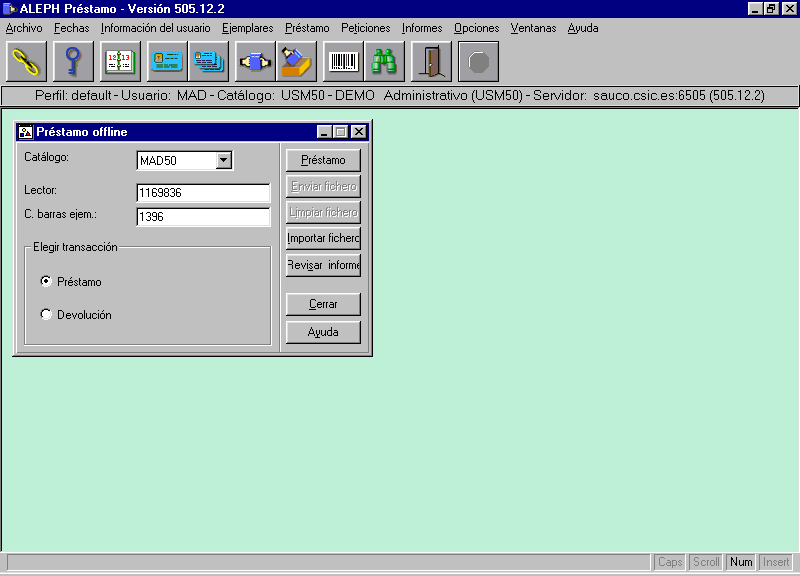 ALEPH Préstamo - Versión 505.12.2
Archivo Fechas Información del usuario Ejemplares Préstamo Peticiones Informes Opciones Ventanas Ayuda
Perfil: default - Usuario: MAD - Catálogo: USM50 - DEMO Administrativo (USM50) - Servidor: sauco.csic.es:6505 (505.12.2)
Préstamo offline
Catálogo: MAD50 Préstamo
Enviar fichero
Lector: 1169836
Limpiar fichero
C. barras ejem.: 1396
Importar fichero
Elegir transacción
Revisar informe
Préstamo
Cerrar
Devolución
Ayuda
Caps Scroll Num Insert